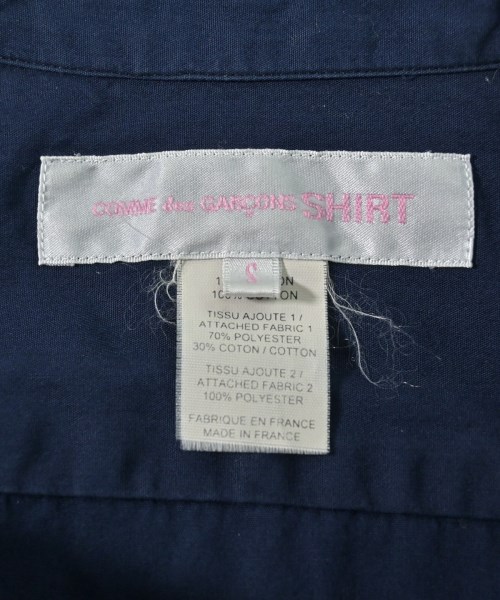 COMME des GARÇONS SHIRT
S
100% COTTON
TISSU AJOUTE 1 /
ATTACHED FABRIC 1
70% POLYESTER
30% COTON / COTTON
TISSU AJOUTE 2 /
ATTACHED FABRIC 2
100% POLYESTER
FABRIQUE EN FRANCE
MADE IN FRANCE